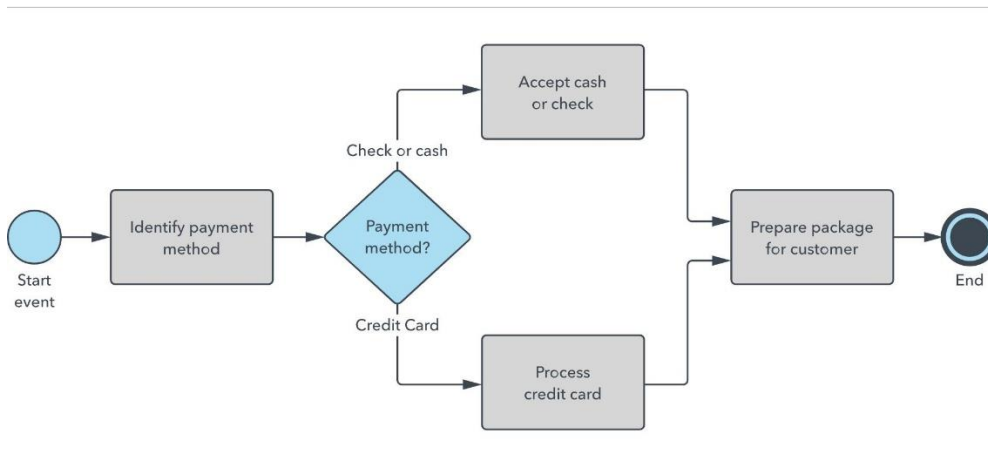 Start
event
Identify payment
method
Payment
method?
Check or cash
Accept cash
or check
Credit Card
Process
credit card
Prepare package
for customer
End